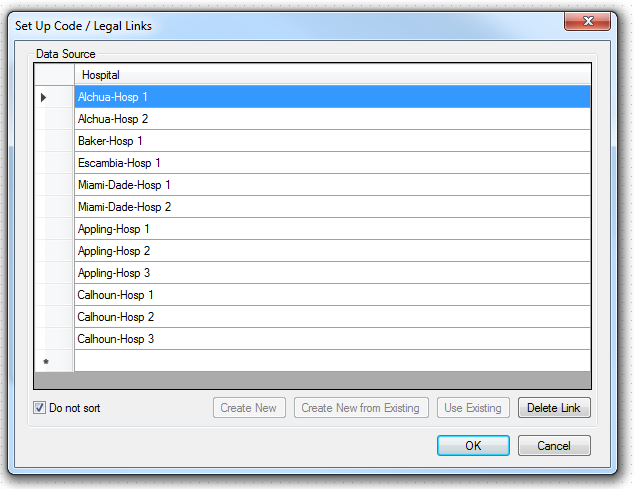 Set Up Code / Legal Links
Data Source
Hospital
Alchua-Hosp 1
Alchua-Hosp 2
Baker-Hosp 1
Escambia-Hosp 1
Miami-Dade-Hosp 1
Miami-Dade-Hosp 2
Appling-Hosp 1
Appling-Hosp 2
Appling-Hosp 3
Calhoun-Hosp 1
Calhoun-Hosp 2
Calhoun-Hosp 3
*
Do not sort Create New Create New from Existing Use Existing Delete Link
OK Cancel